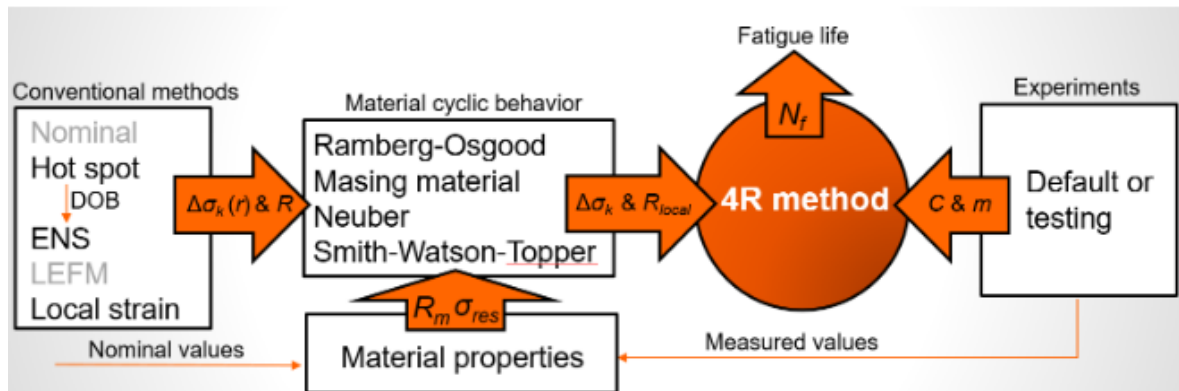 Fatigue life
Conventional methods
Nominal
Hot spot
DOB
ENS
LEFM
Local strain
Δσk (r) & R
Material cyclic behavior
Ramberg-Osgood
Masing material
Neuber
Smith-Watson-Topper
Δσk & Rlocal
Nf
4R method
C & m
Experiments
Default or
testing
Rm σres
Nominal values
Material properties
Measured values